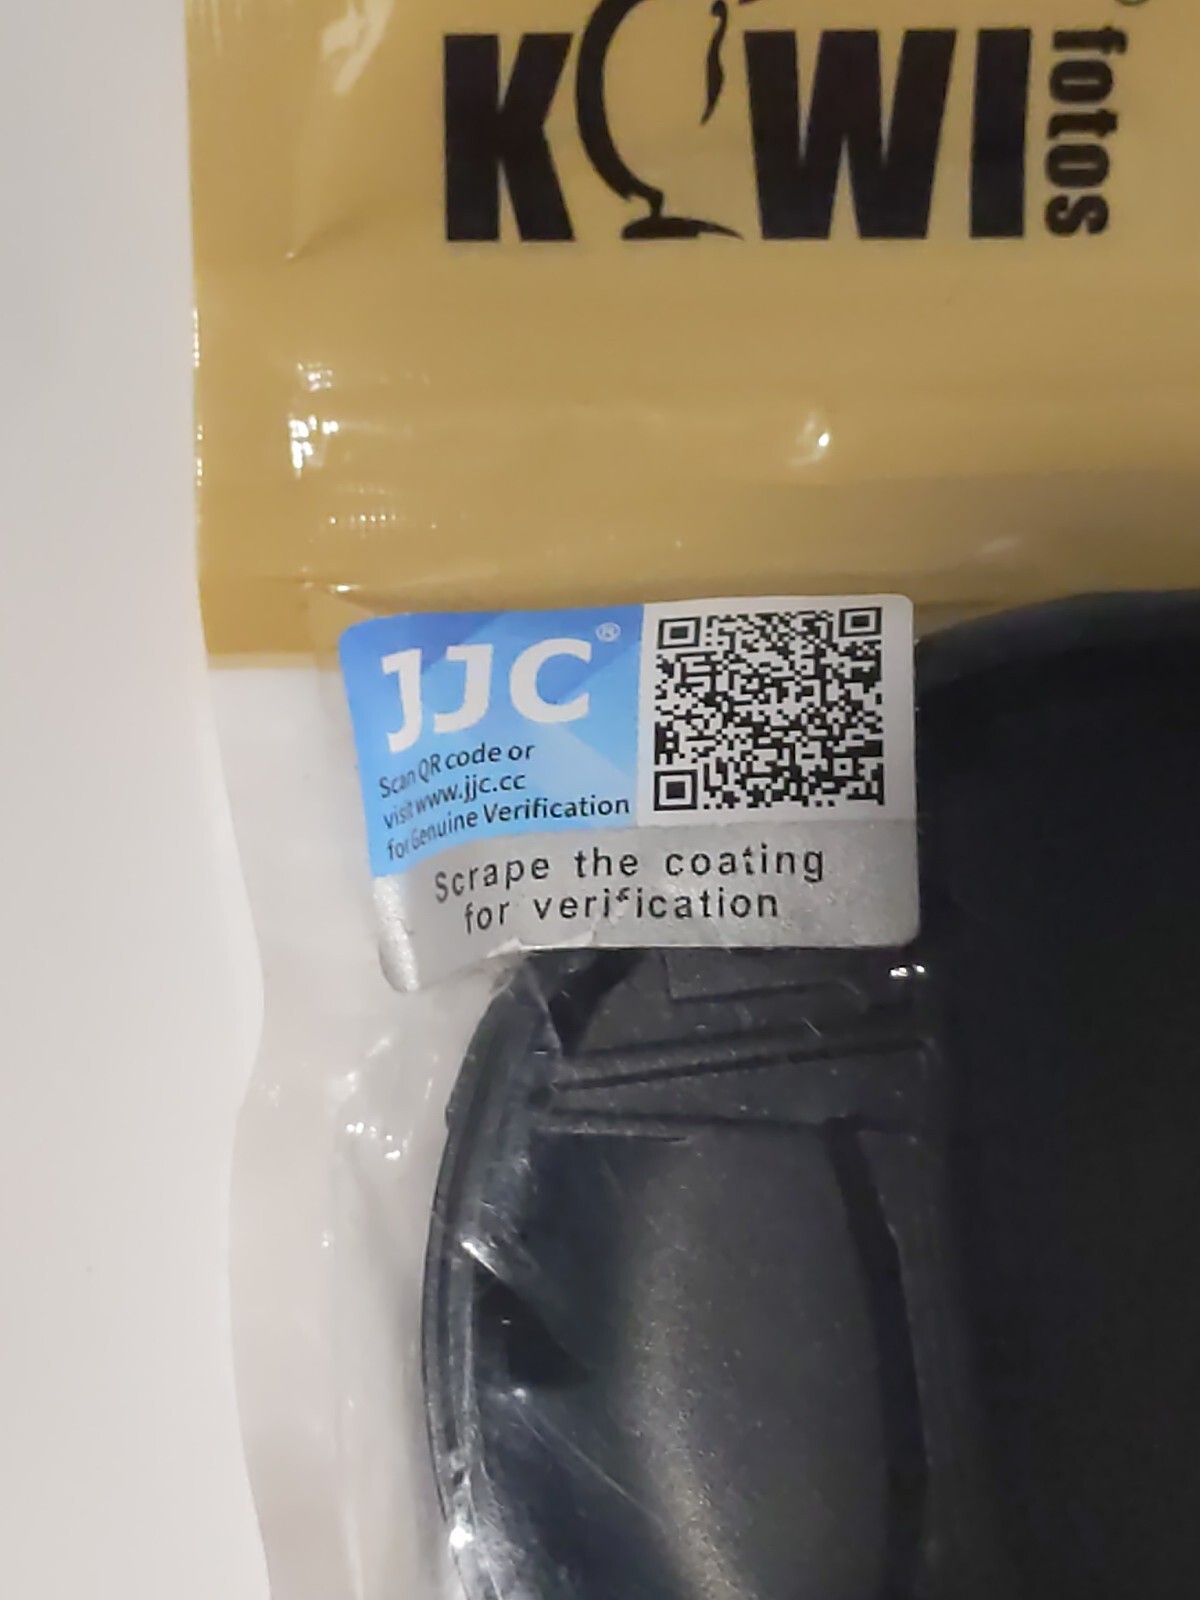 KIWI fotos
JJC®
Scan QR code or
visit www.jjc.cc
for Genuine Verification
Scrape the coating
for verification